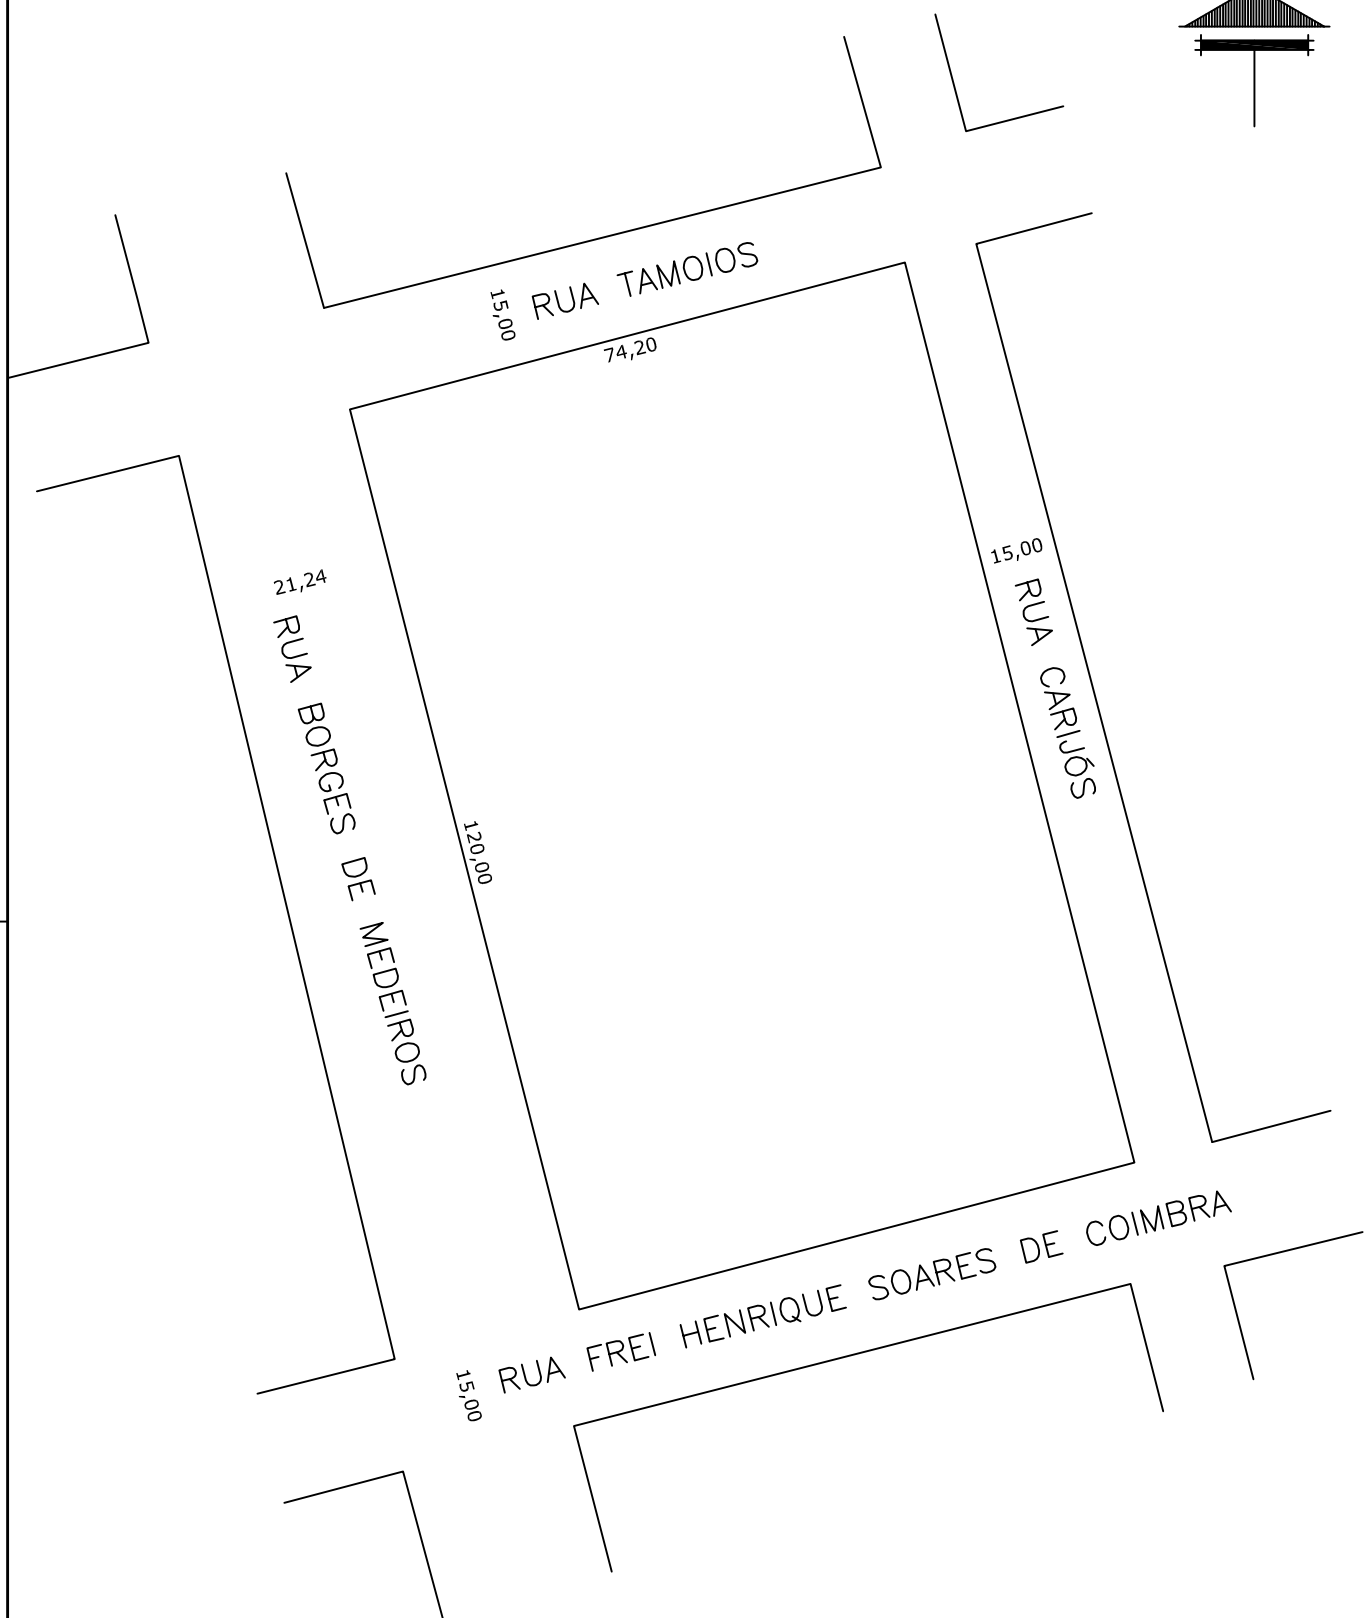 RUA TAMOIOS
15,00
74,20
15,00
RUA CARIJÓS
21,24
RUA BORGES DE MEDEIROS
120,00
RUA FREI HENRIQUE SOARES DE COIMBRA
15,00